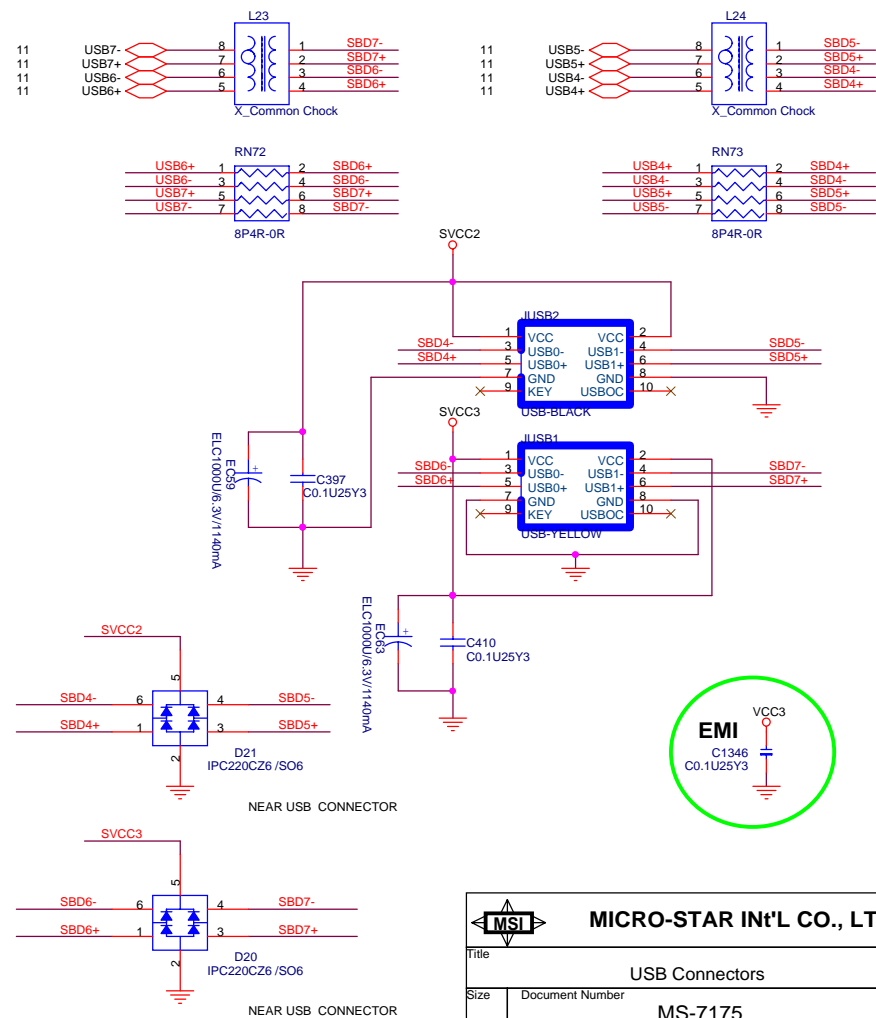 L23
11 USB7- 8 1 SBD7-
11 USB7+ 7 2 SBD7+
11 USB6- 6 3 SBD6-
11 USB6+ 5 4 SBD6+
X_Common Chock
L24
11 USB5- 8 1 SBD5-
11 USB5+ 7 2 SBD5+
11 USB4- 6 3 SBD4-
11 USB4+ 5 4 SBD4+
X_Common Chock
RN72
USB6+ 1 2 SBD6+
USB6- 3 4 SBD6-
USB7+ 5 6 SBD7+
USB7- 7 8 SBD7-
8P4R-0R
RN73
USB4+ 1 2 SBD4+
USB4- 3 4 SBD4-
USB5+ 5 6 SBD5+
USB5- 7 8 SBD5-
8P4R-0R
SVCC2
JUSB2
1 VCC VCC 2
SBD4- 3 USB0- USB1- 4 SBD5-
SBD4+ 5 USB0+ USB1+ 6 SBD5+
7 GND GND 8
9 KEY USBOC 10
USB-BLACK
SVCC3
JUSB1
1 VCC VCC 2
SBD6- 3 USB0- USB1- 4 SBD7-
SBD6+ 5 USB0+ USB1+ 6 SBD7+
7 GND GND 8
9 KEY USBOC 10
USB-YELLOW
EC59
ELC1000U/6.3V/1140mA
+
C397
C0.1U25Y3
EC63
ELC1000U/6.3V/1140mA
+
C410
C0.1U25Y3
SVCC2
5
SBD4- 6 4 SBD5-
SBD4+ 1 3 SBD5+
2
D21
IPC220CZ6 /SO6
NEAR USB CONNECTOR
EMI
VCC3
C1346
C0.1U25Y3
SVCC3
5
SBD6- 6 4 SBD7-
SBD6+ 1 3 SBD7+
2
D20
IPC220CZ6 /SO6
NEAR USB CONNECTOR
MSI
MICRO-STAR INt'L CO., LT
Title
USB Connectors
Size Document Number
MS-7175